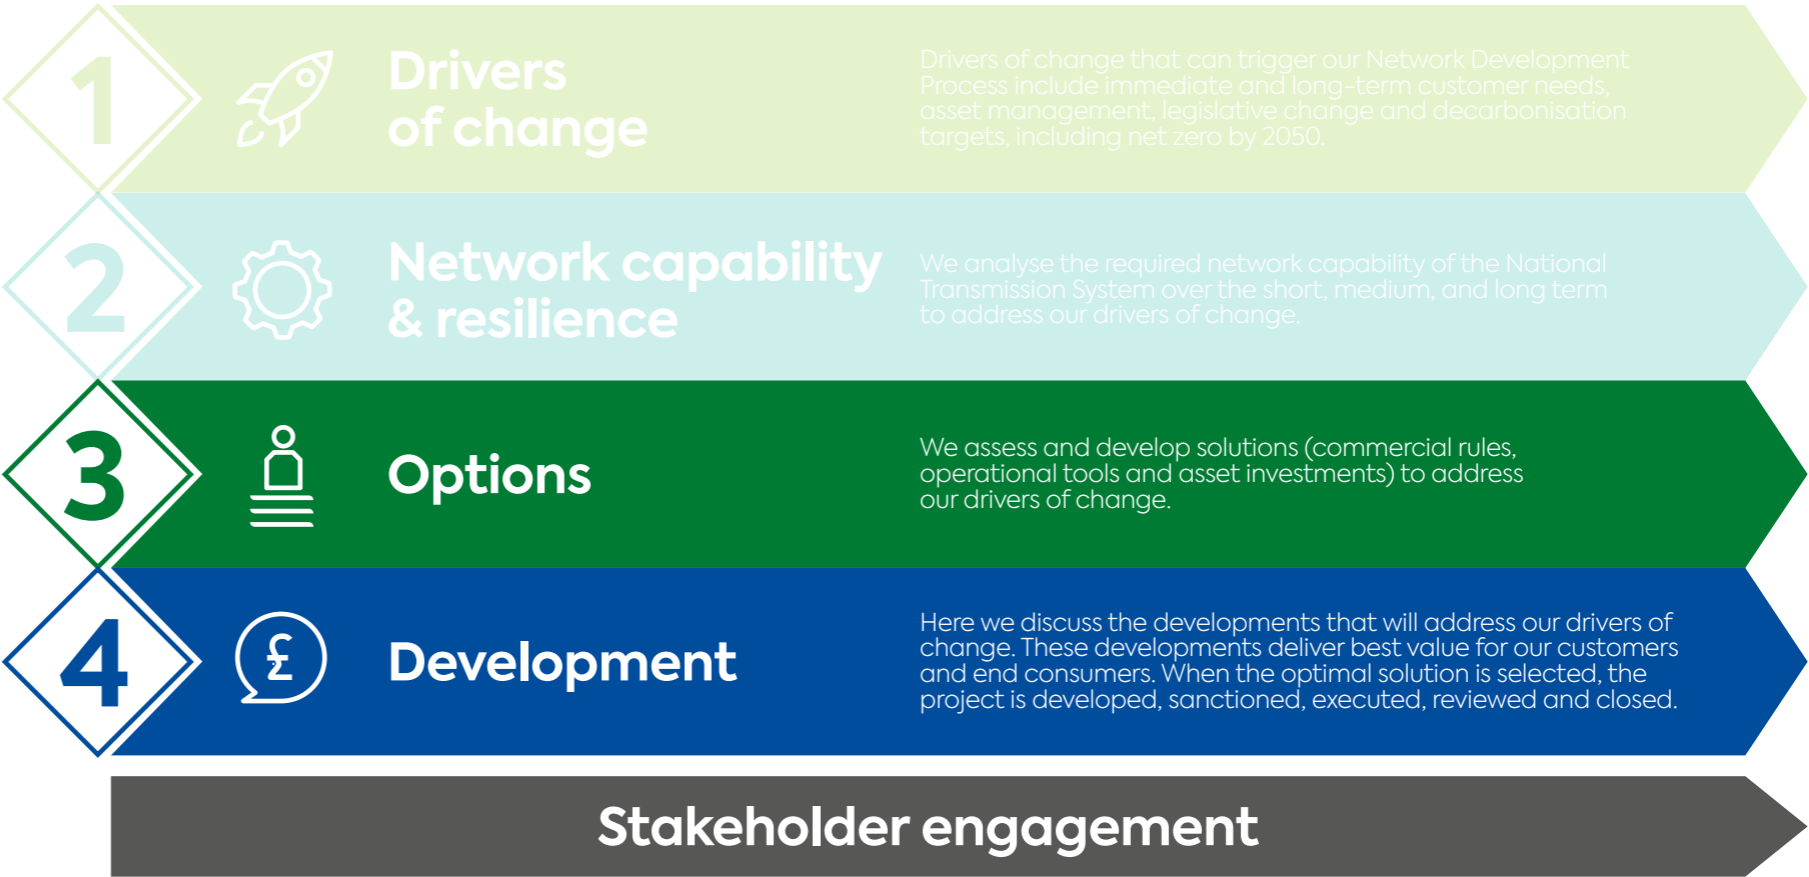 1
Drivers
of change
Drivers of change that can trigger our Network Development
Process include immediate and long-term customer needs,
asset management, legislative change and decarbonisation
targets, including net zero by 2050.
2
Network capability
& resilience
We analyse the required network capability of the National
Transmission System over the short, medium, and long term
to address our drivers of change.
3
Options
We assess and develop solutions (commercial rules,
operational tools and asset investments) to address
our drivers of change.
4
£
Development
Here we discuss the developments that will address our drivers of
change. These developments deliver best value for our customers
and end consumers. When the optimal solution is selected, the
project is developed, sanctioned, executed, reviewed and closed.
Stakeholder engagement